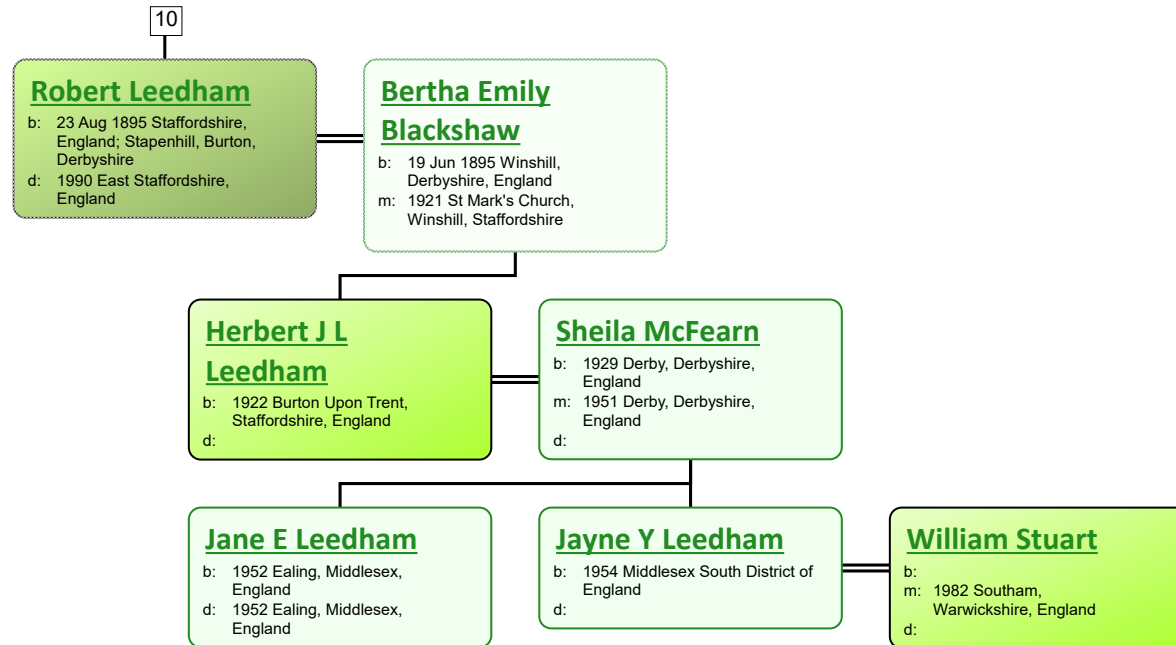 10
Robert Leedham
b: 23 Aug 1895 Staffordshire,
England; Stapenhill, Burton,
Derbyshire
d: 1990 East Staffordshire,
England
Bertha Emily
Blackshaw
b: 19 Jun 1895 Winshill,
Derbyshire, England
m: 1921 St Mark's Church,
Winshill, Staffordshire
Herbert J L
Leedham
b: 1922 Burton Upon Trent,
Staffordshire, England
d:
Sheila McFearn
b: 1929 Derby, Derbyshire,
England
m: 1951 Derby, Derbyshire,
England
d:
Jane E Leedham
b: 1952 Ealing, Middlesex,
England
d: 1952 Ealing, Middlesex,
England
Jayne Y Leedham
b: 1954 Middlesex South District of
England
d:
William Stuart
b:
m: 1982 Southam,
Warwickshire, England
d: